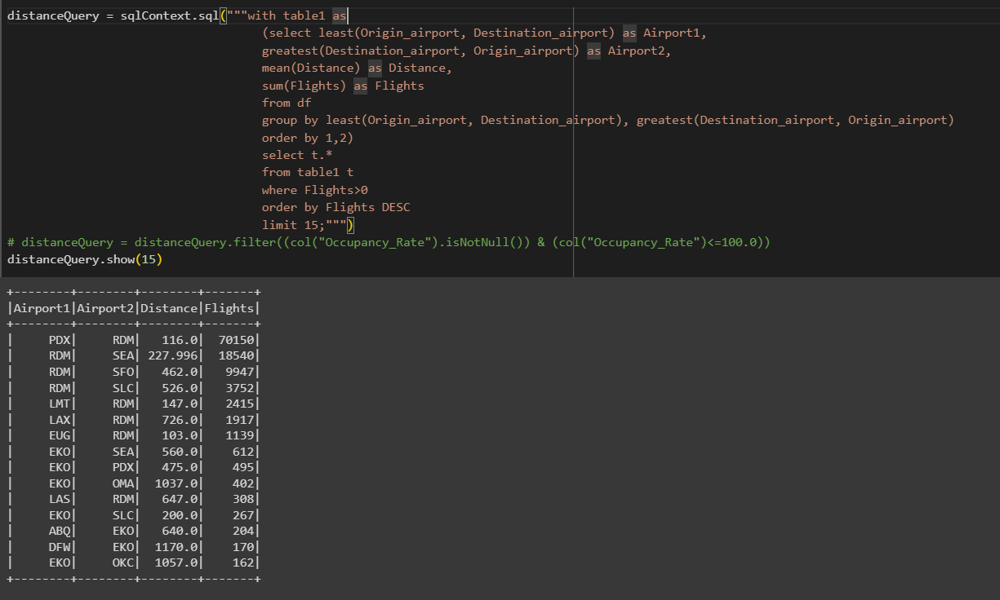 distanceQuery = sqlContext.sql("""with table1 as
(select least(Origin_airport, Destination_airport) as Airport1,
greatest(Destination_airport, Origin_airport) as Airport2,
mean(Distance) as Distance,
sum(Flights) as Flights
from df
group by least(Origin_airport, Destination_airport), greatest(Destination_airport, Origin_airport)
order by 1,2)
select t.*
from table1 t
where Flights>0
order by Flights DESC
limit 15;""")
# distanceQuery = distanceQuery.filter((col("Occupancy_Rate").isNotNull()) & (col("Occupancy_Rate")<=100.0))
distanceQuery.show(15)
+--------+--------+--------+-------+
|Airport1|Airport2|Distance|Flights|
+--------+--------+--------+-------+
|     PDX|     RDM|   116.0|  70150|
|     RDM|     SEA| 227.996|  18540|
|     RDM|     SFO|   462.0|   9947|
|     RDM|     SLC|   526.0|   3752|
|     LMT|     RDM|   147.0|   2415|
|     LAX|     RDM|   726.0|   1917|
|     EUG|     RDM|   103.0|   1139|
|     EKO|     SEA|   560.0|    612|
|     EKO|     PDX|   475.0|    495|
|     EKO|     OMA|  1037.0|    402|
|     LAS|     RDM|   647.0|    308|
|     EKO|     SLC|   200.0|    267|
|     ABQ|     EKO|   640.0|    204|
|     DFW|     EKO|  1170.0|    170|
|     EKO|     OKC|  1057.0|    162|
+--------+--------+--------+-------+